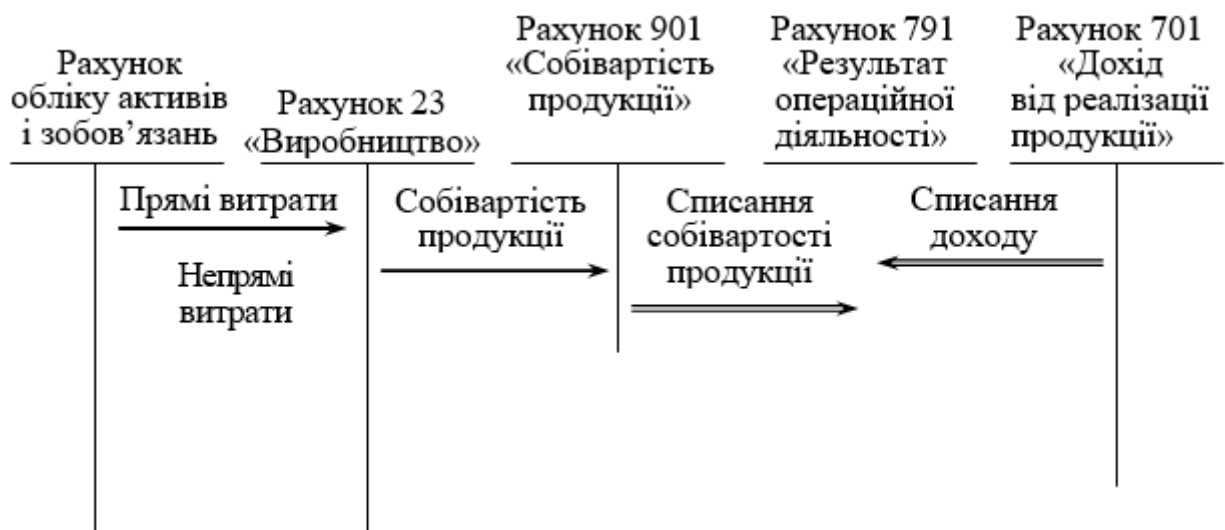 Рахунок
обліку активів
і зобов’язань
Рахунок 23
«Виробництво»
Рахунок 901
«Собівартість
продукції»
Рахунок 791
«Результат
операційної
діяльності»
Рахунок 701
«Дохід
від реалізації
продукції»
Прямі витрати
Непрямі
витрати
Собівартість
продукції
Списання
собівартості
продукції
Списання
доходу